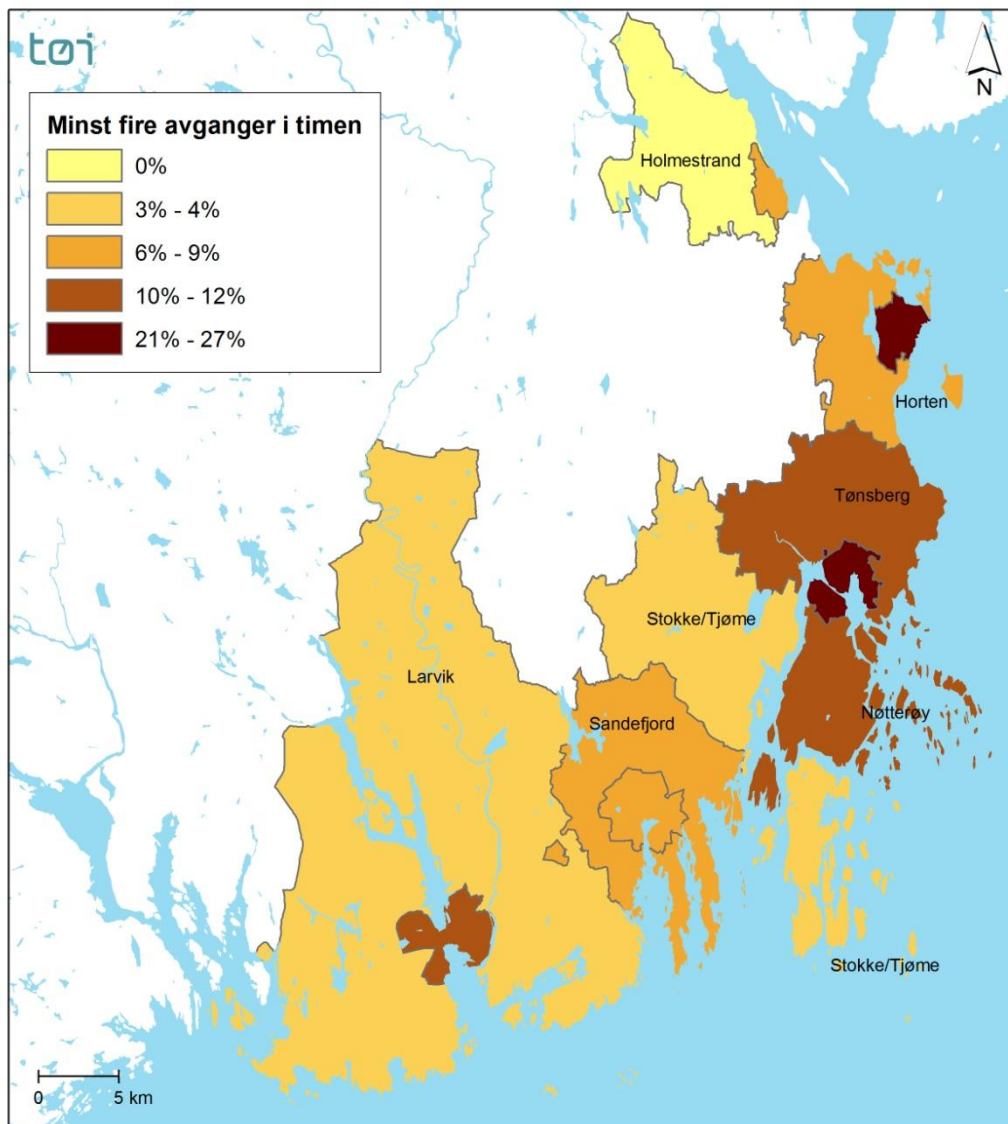 tøi
N
Minst fire avganger i timen
0%
3% - 4%
6% - 9%
10% - 12%
21% - 27%
Holmestrand
Horten
Tønsberg
Stokke/Tjøme
Larvik
Nøtterøy
Sandefjord
Stokke/Tjøme
0 5 km